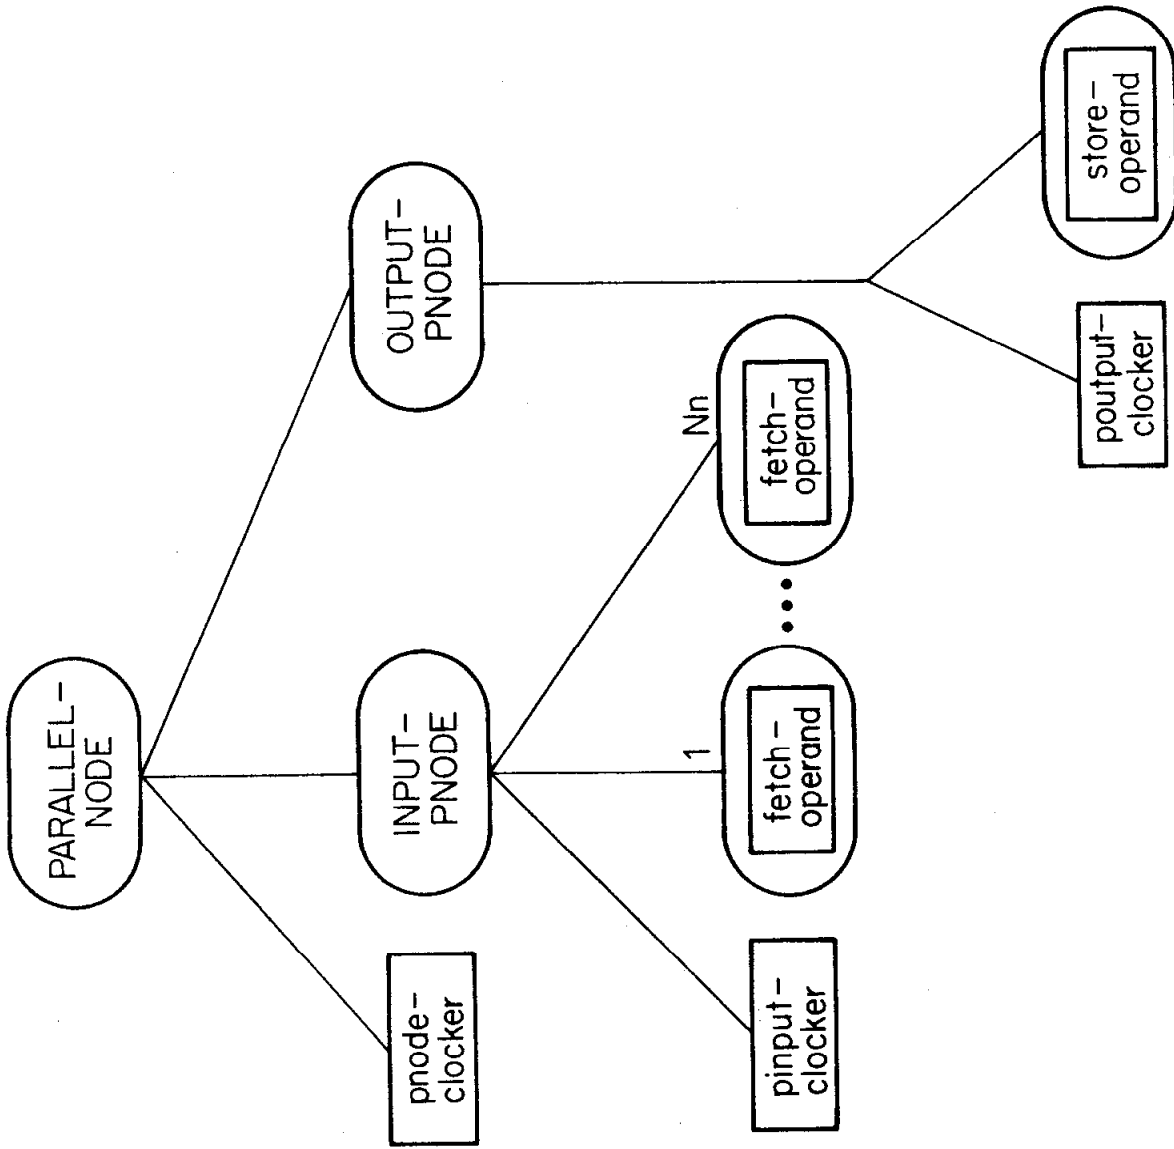 PARALLEL-
NODE
pnode-
clocker
INPUT-
PNODE
OUTPUT-
PNODE
pinput-
clocker
1
fetch-
operand
Nn
fetch-
operand
poutput-
clocker
store-
operand